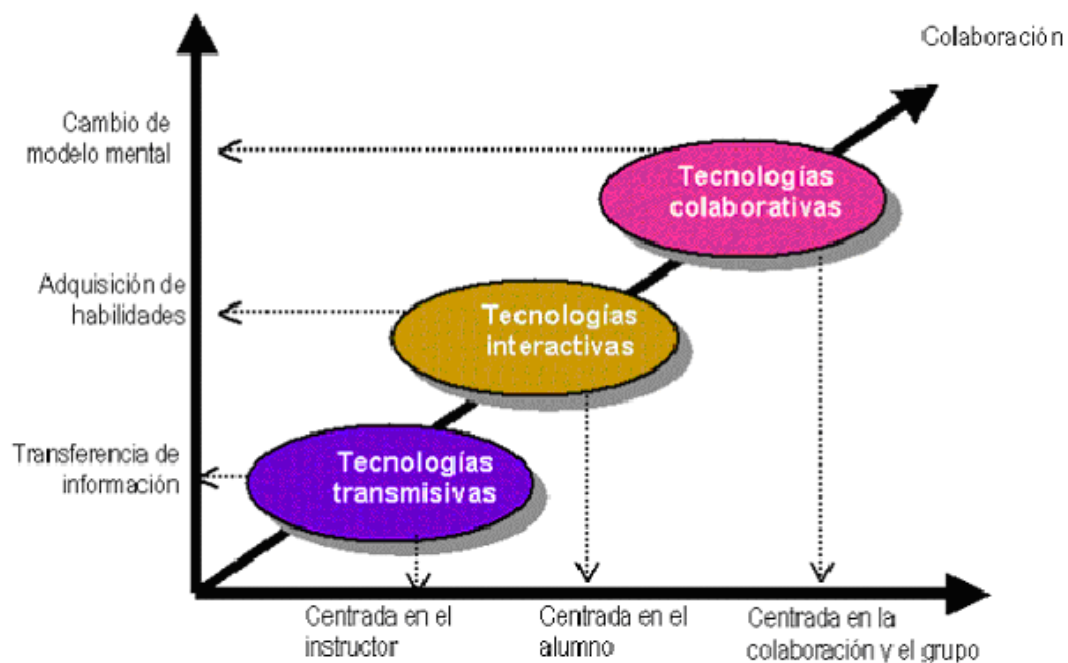 Colaboración
Cambio de
modelo mental
Tecnologías
colaborativas
Adquisición de
habilidades
Tecnologías
interactivas
Transferencia de
información
Tecnologías
transmisivas
Centrada en el
instructor
Centrada en el
alumno
Centrada en la
colaboración y el grupo